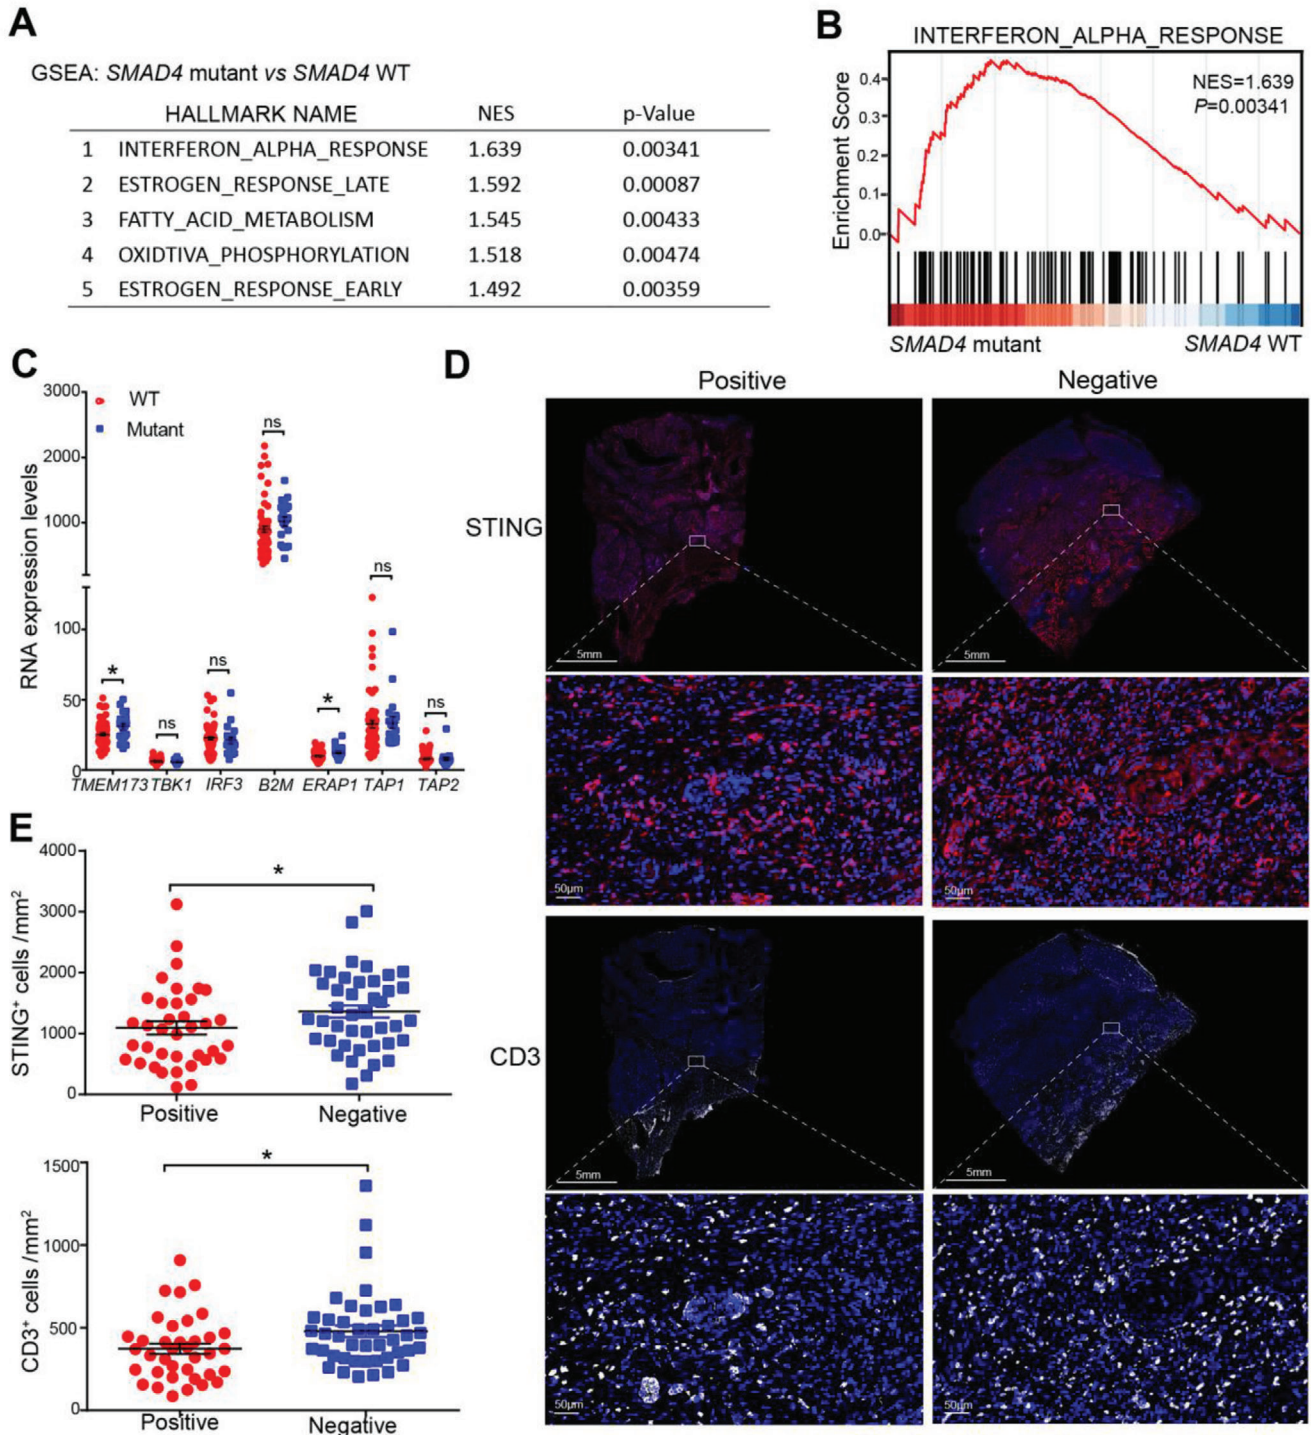 A
GSEA: SMAD4 mutant vs SMAD4 WT
HALLMARK NAME NES p-Value
1 INTERFERON_ALPHA_RESPONSE 1.639 0.00341
2 ESTROGEN_RESPONSE_LATE 1.592 0.00087
3 FATTY_ACID_METABOLISM 1.545 0.00433
4 OXIDTIVA_PHOSPHORYLATION 1.518 0.00474
5 ESTROGEN_RESPONSE_EARLY 1.492 0.00359
B
INTERFERON_ALPHA_RESPONSE
NES=1.639
P=0.00341
Enrichment Score
0.4
0.3
0.2
0.1
0.0
SMAD4 mutant SMAD4 WT
C
RNA expression levels
3000
2000
1000
100
50
0
WT
Mutant
* ns ns ns * ns ns
TMEM173 TBK1 IRF3 B2M ERAP1 TAP1 TAP2
D
Positive Negative
STING
5mm 5mm
50µm 50µm
CD3
5mm 5mm
50µm 50µm
E
STING+ cells /mm²
4000
3000
2000
1000
0
*
Positive Negative
CD3+ cells /mm²
1500
1000
500
0
*
Positive Negative